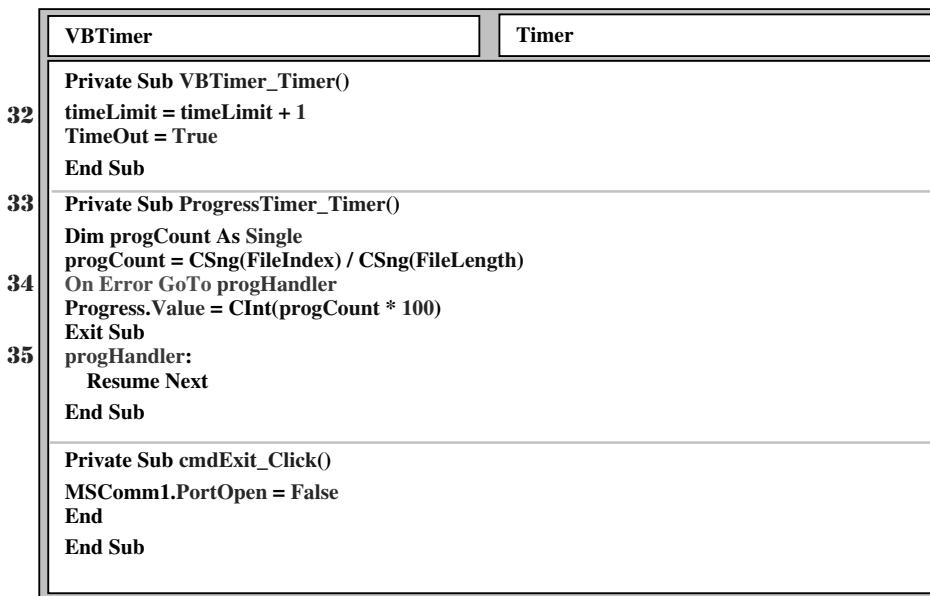 VBTimer Timer
Private Sub VBTimer_Timer()
32 timeLimit = timeLimit + 1
TimeOut = True
End Sub
33 Private Sub ProgressTimer_Timer()
Dim progCount As Single
progCount = CSng(FileIndex) / CSng(FileLength)
34 On Error GoTo progHandler
Progress.Value = CInt(progCount * 100)
Exit Sub
35 progHandler:
Resume Next
End Sub
Private Sub cmdExit_Click()
MSComm1.PortOpen = False
End
End Sub